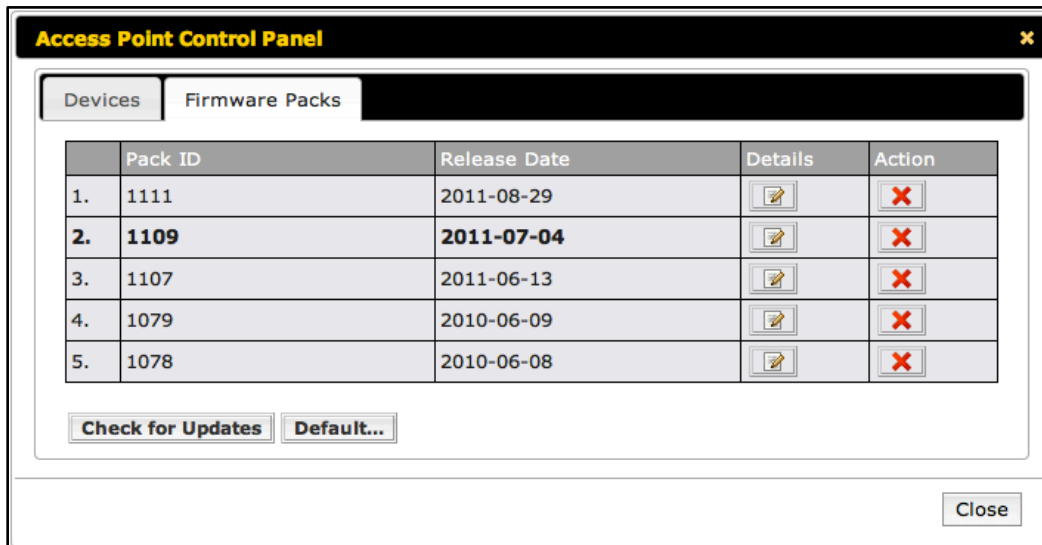 Access Point Control Panel
Devices Firmware Packs
Pack ID Release Date Details Action
1. 1111 2011-08-29
2. 1109 2011-07-04
3. 1107 2011-06-13
4. 1079 2010-06-09
5. 1078 2010-06-08
Check for Updates Default...
Close